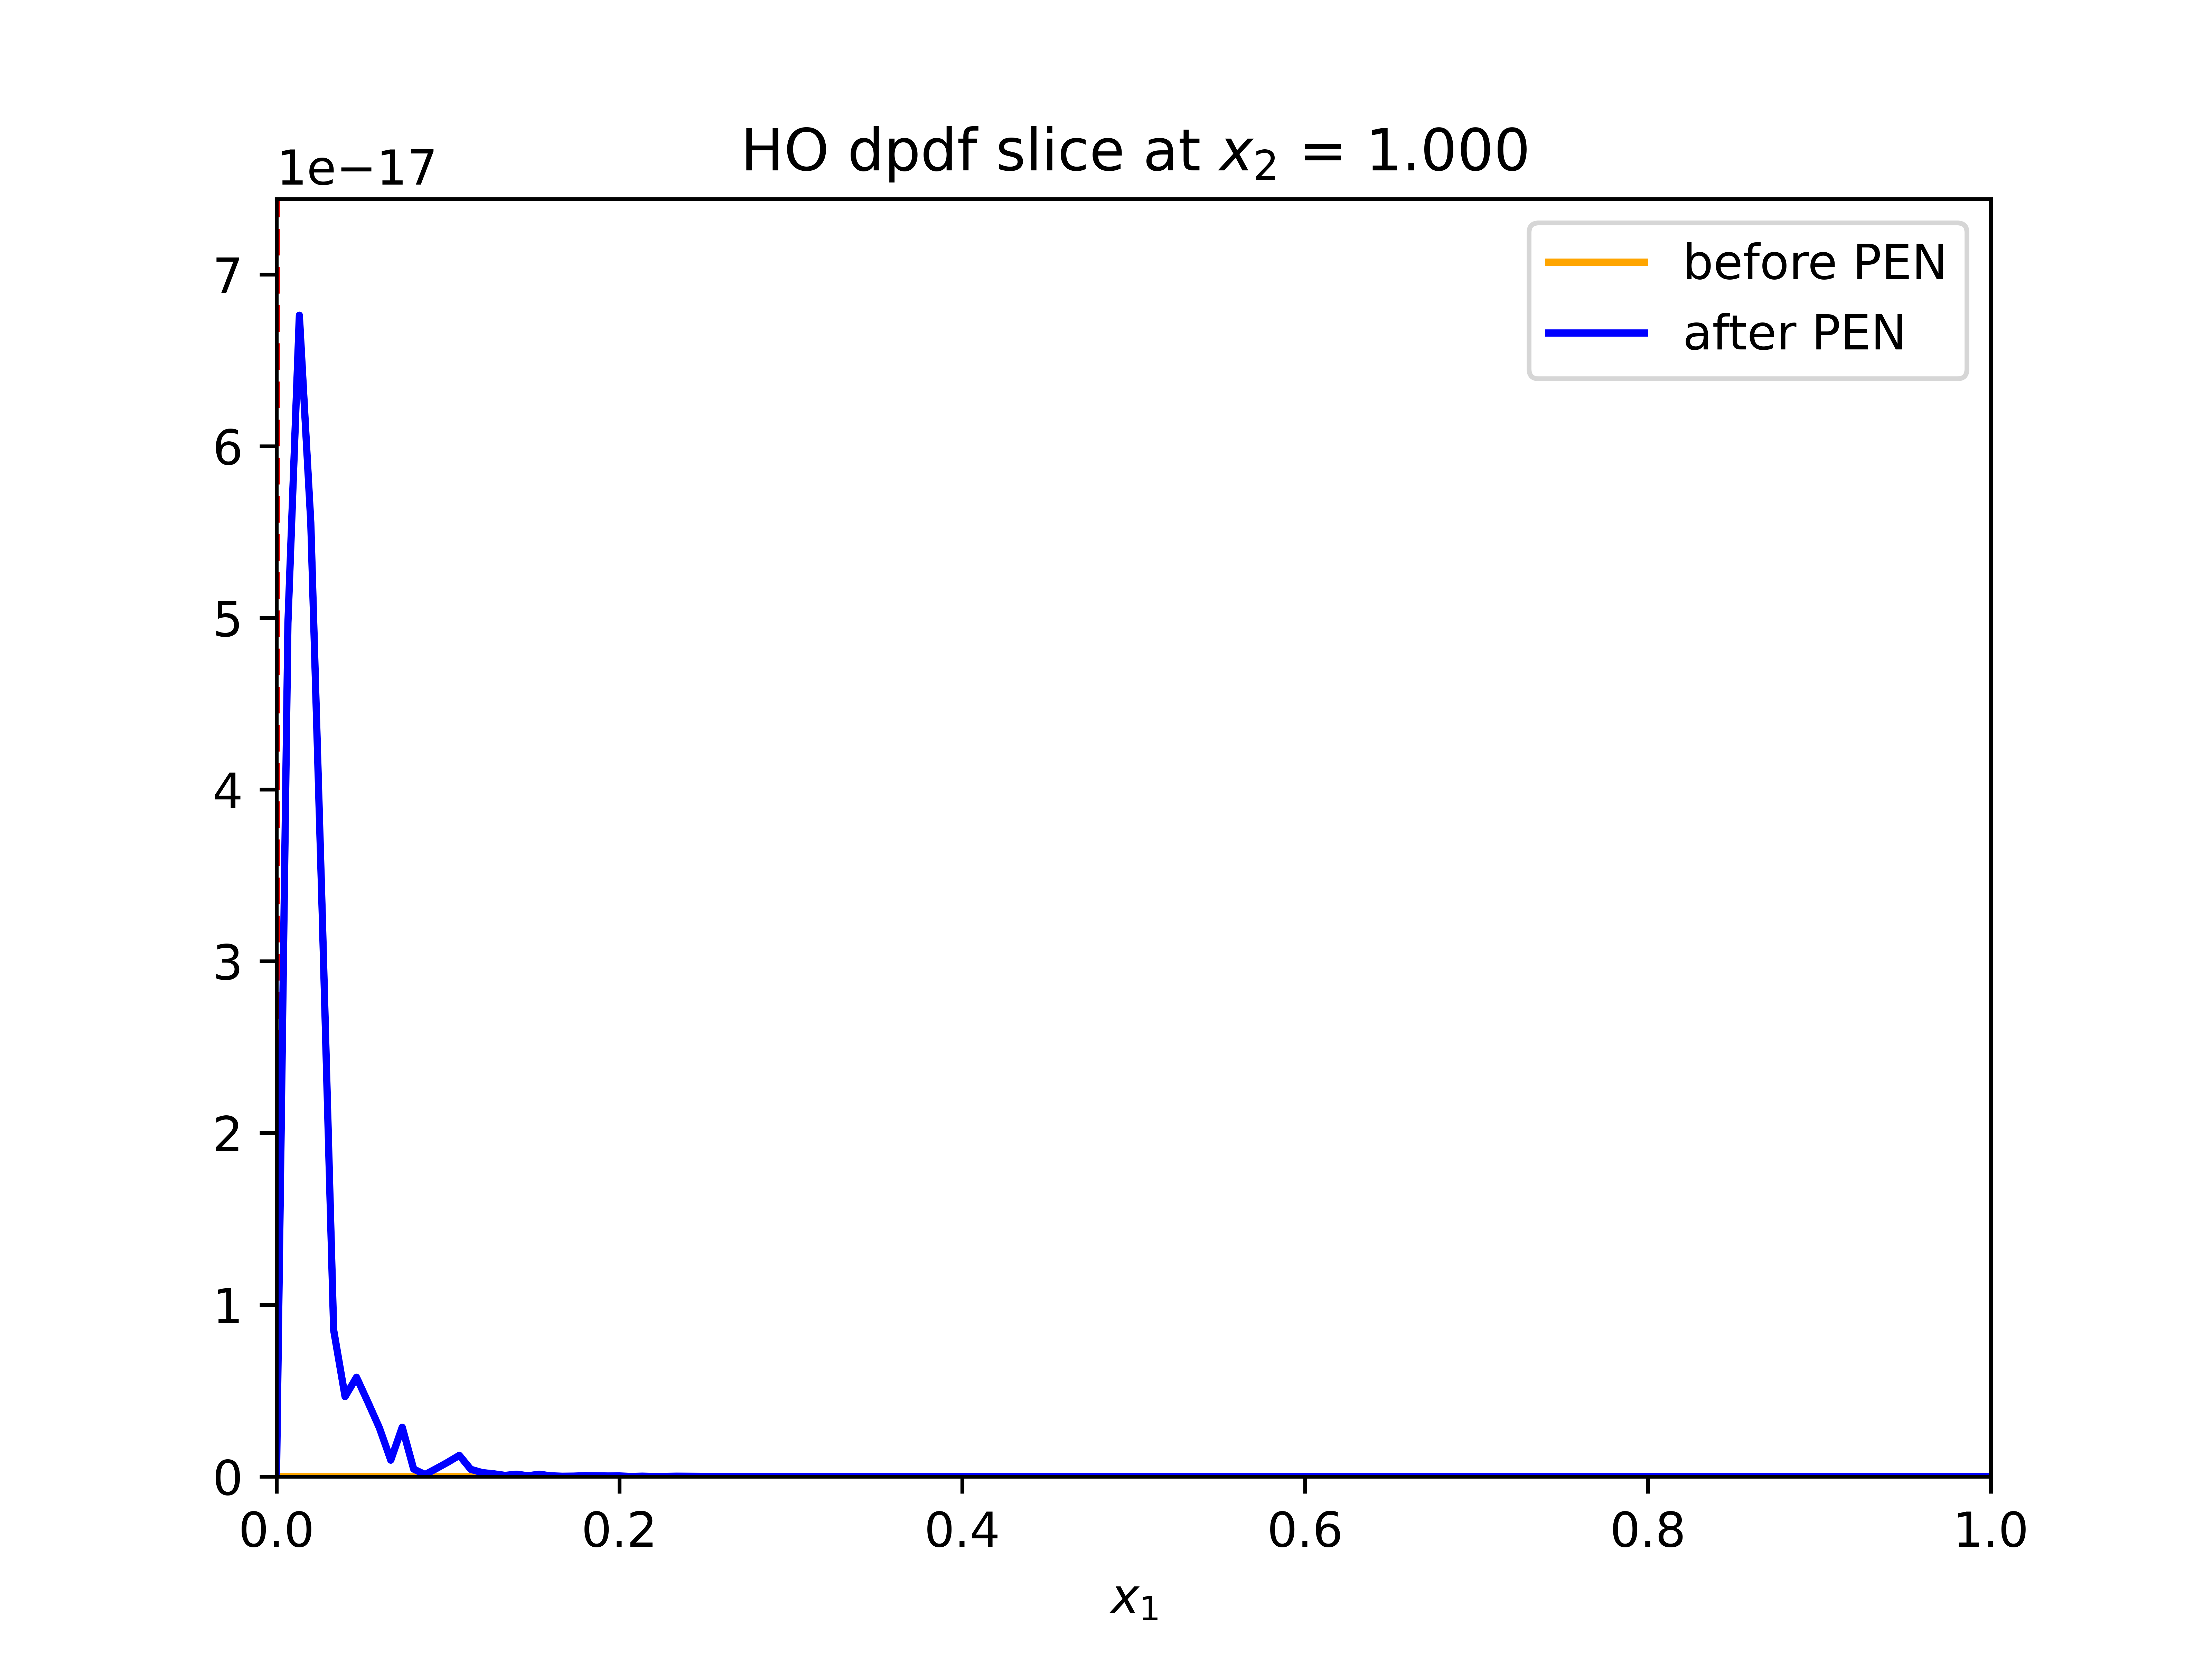 HO dpdf slice at x₂ = 1.000
1e−17
before PEN
after PEN
7
6
5
4
3
2
1
0
0.0 0.2 0.4 0.6 0.8 1.0
x₁